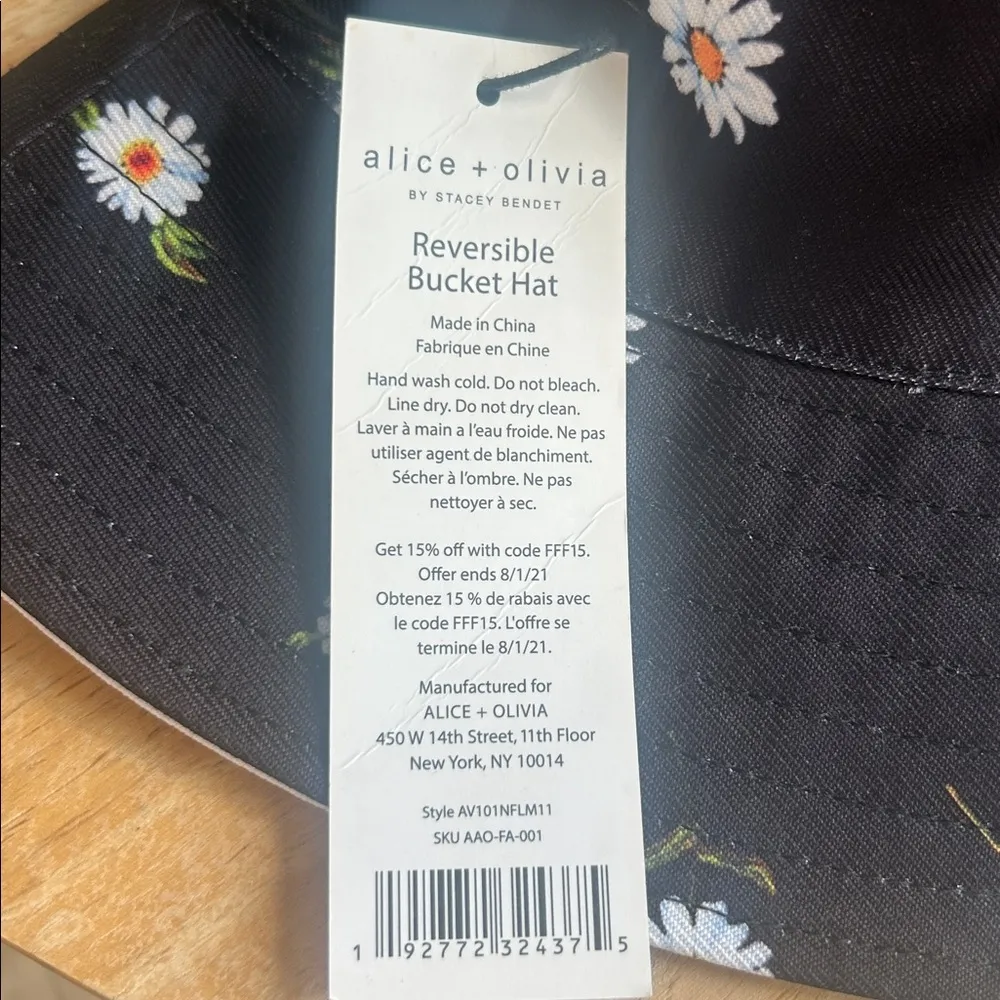 alice + olivia
BY STACEY BENDET
Reversible
Bucket Hat
Made in China
Fabrique en Chine
Hand wash cold. Do not bleach.
Line dry. Do not dry clean.
Laver à main a l'eau froide. Ne pas
utiliser agent de blanchiment.
Sécher à l'ombre. Ne pas
nettoyer à sec.
Get 15% off with code FFF15.
Offer ends 8/1/21
Obtenez 15 % de rabais avec
le code FFF15. L'offre se
termine le 8/1/21.
Manufactured for
ALICE + OLIVIA
450 W 14th Street, 11th Floor
New York, NY 10014
Style AV101NFLM11
SKU AAO-FA-001
1 92772 32437 5